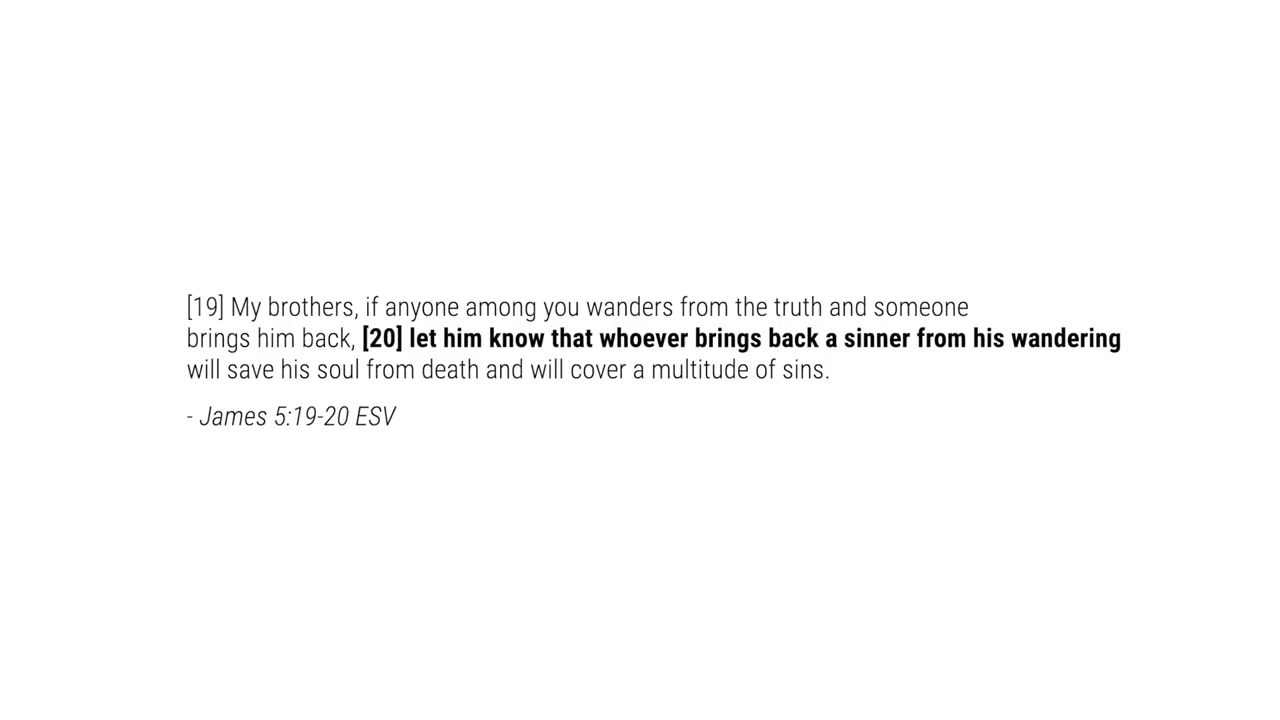 [19] My brothers, if anyone among you wanders from the truth and someone
brings him back, [20] let him know that whoever brings back a sinner from his wandering
will save his soul from death and will cover a multitude of sins.
- James 5:19-20 ESV